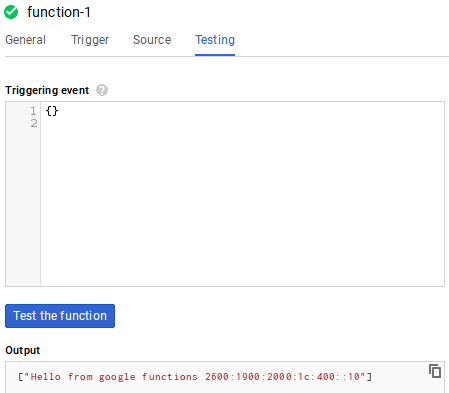 function-1
General Trigger Source Testing
Triggering event ?
1 {}
2
Test the function
Output
["Hello from google functions 2600:1900:2000:1c:400::10"]